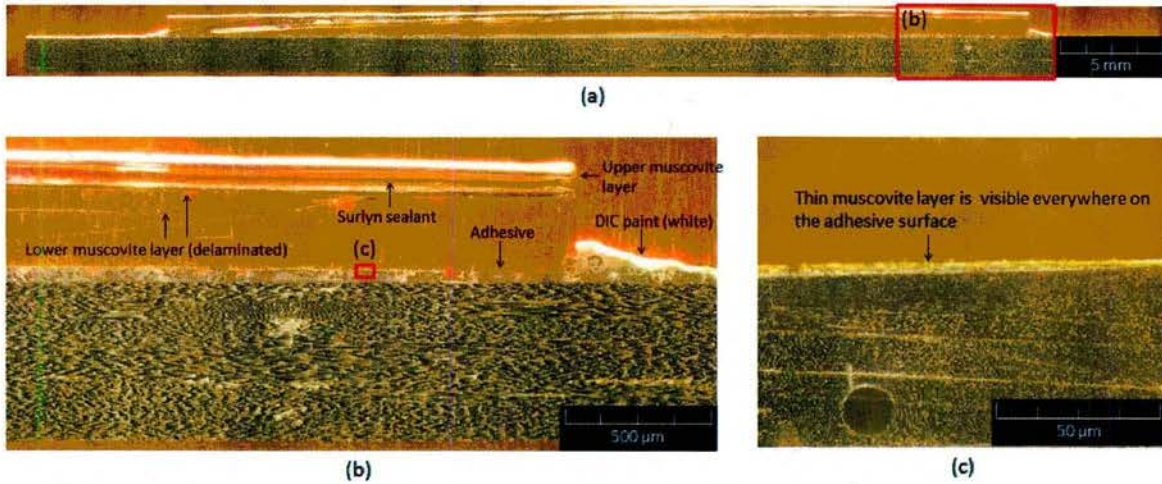 (b)
5 mm
(a)
Upper muscovite
layer
Surlyn sealant
DIC paint (white)
Lower muscovite layer (delaminated)
Adhesive
(c)
500 µm
(b)
Thin muscovite layer is visible everywhere on
the adhesive surface
50 µm
(c)